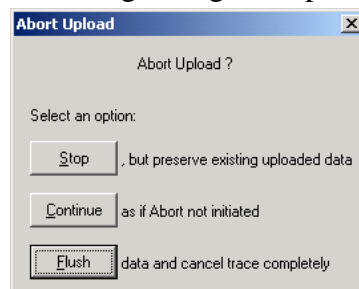 Abort Upload
Abort Upload ?
Select an option:
Stop , but preserve existing uploaded data
Continue as if Abort not initiated
Flush data and cancel trace completely